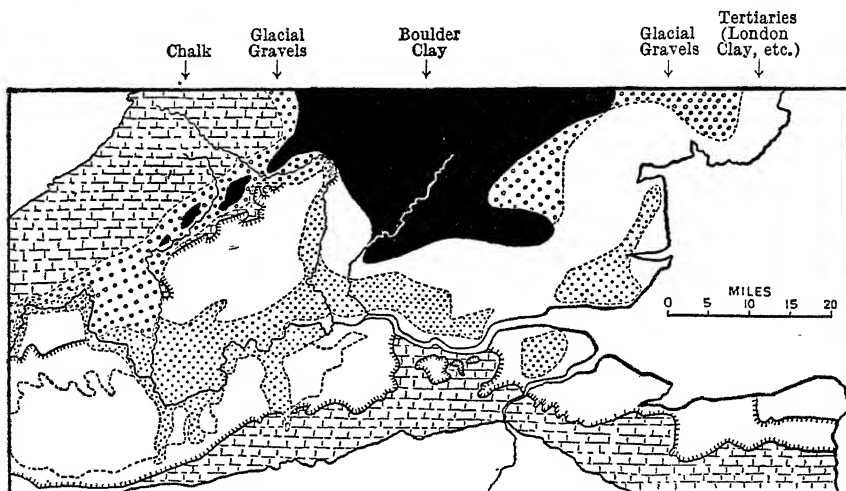 Chalk
Glacial
Gravels
Boulder
Clay
Glacial
Gravels
Tertiaries
(London
Clay, etc.)
MILES
0 5 10 15 20